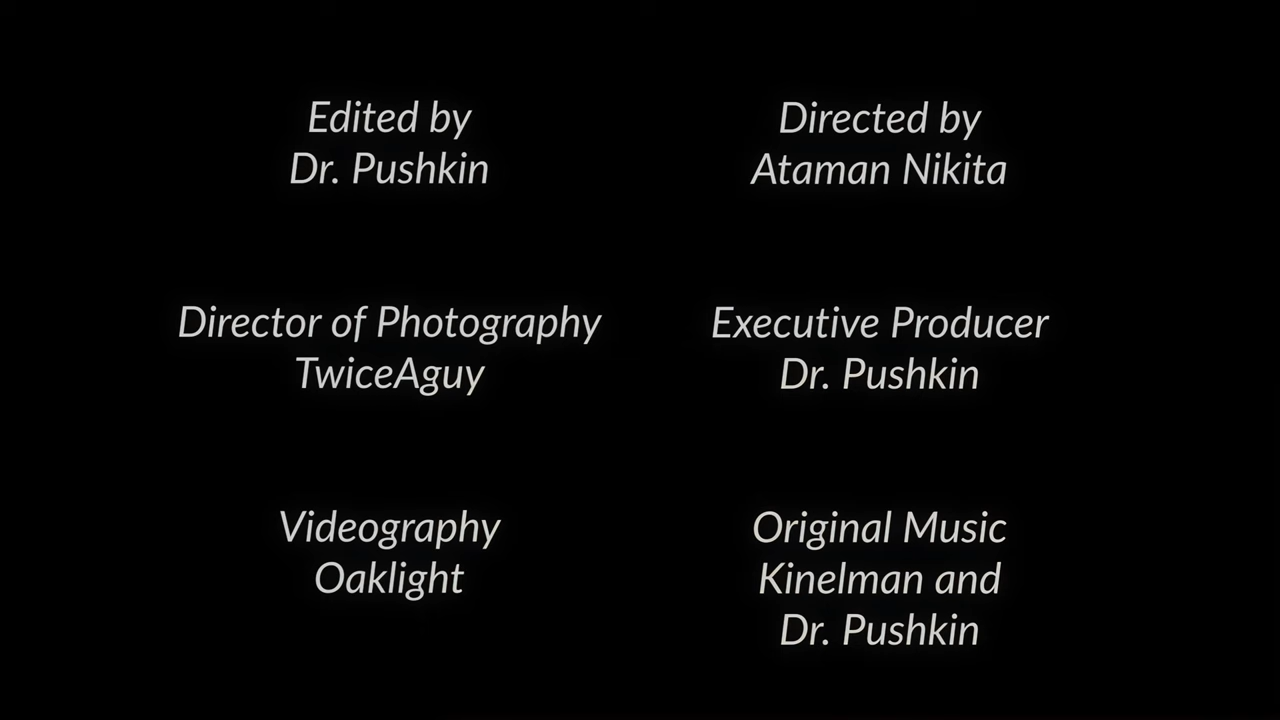 Edited by
Dr. Pushkin
Directed by
Ataman Nikita
Director of Photography
TwiceAguy
Executive Producer
Dr. Pushkin
Videography
Oaklight
Original Music
Kinelman and
Dr. Pushkin